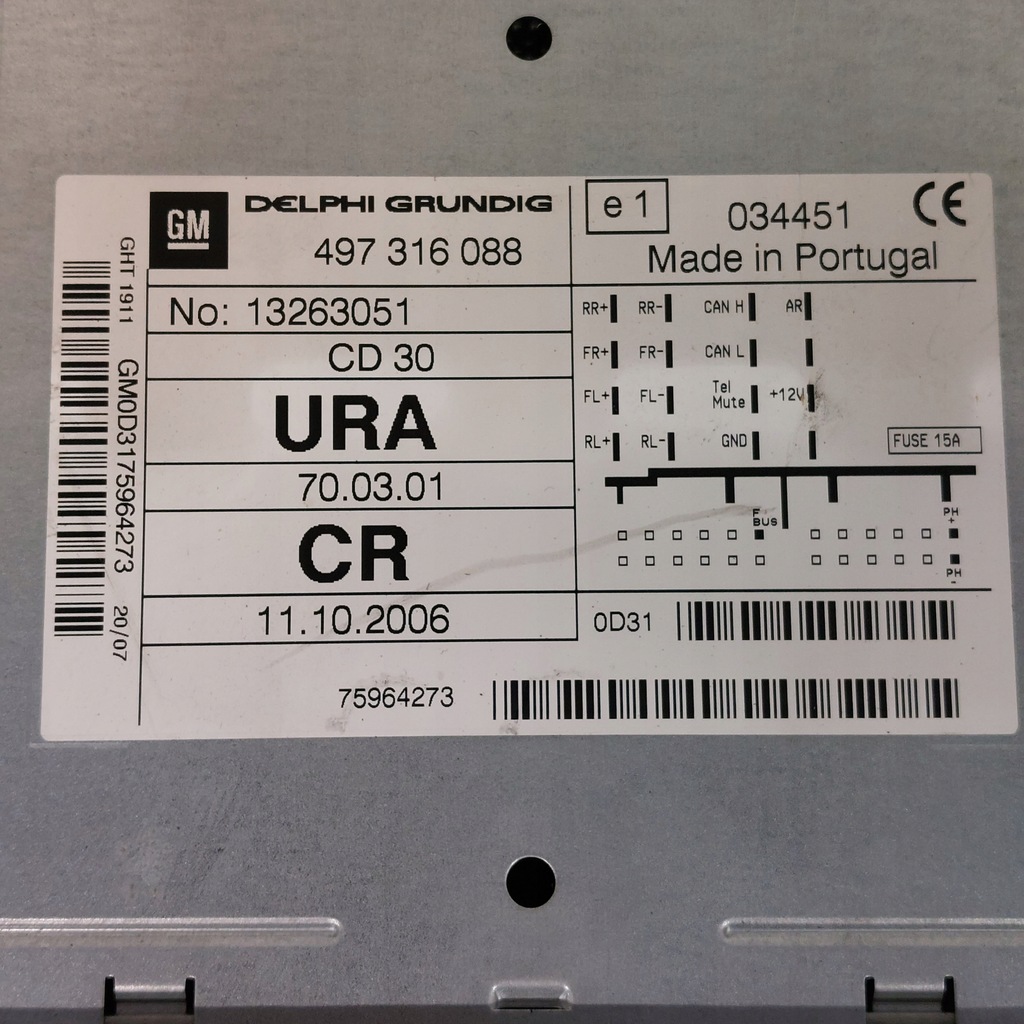 GM
DELPHI GRUNDIG
497 316 088
No: 13263051
CD 30
URA
70.03.01
CR
11.10.2006
e 1
034451
CE
Made in Portugal
RR+ RR- CAN H AR
FR+ FR- CAN L
FL+ FL- Tel Mute +12V
RL+ RL- GND
FUSE 15A
F BUS
PH +
PH -
0D31
75964273
GHT 1911 GM0D3175964273 20/07